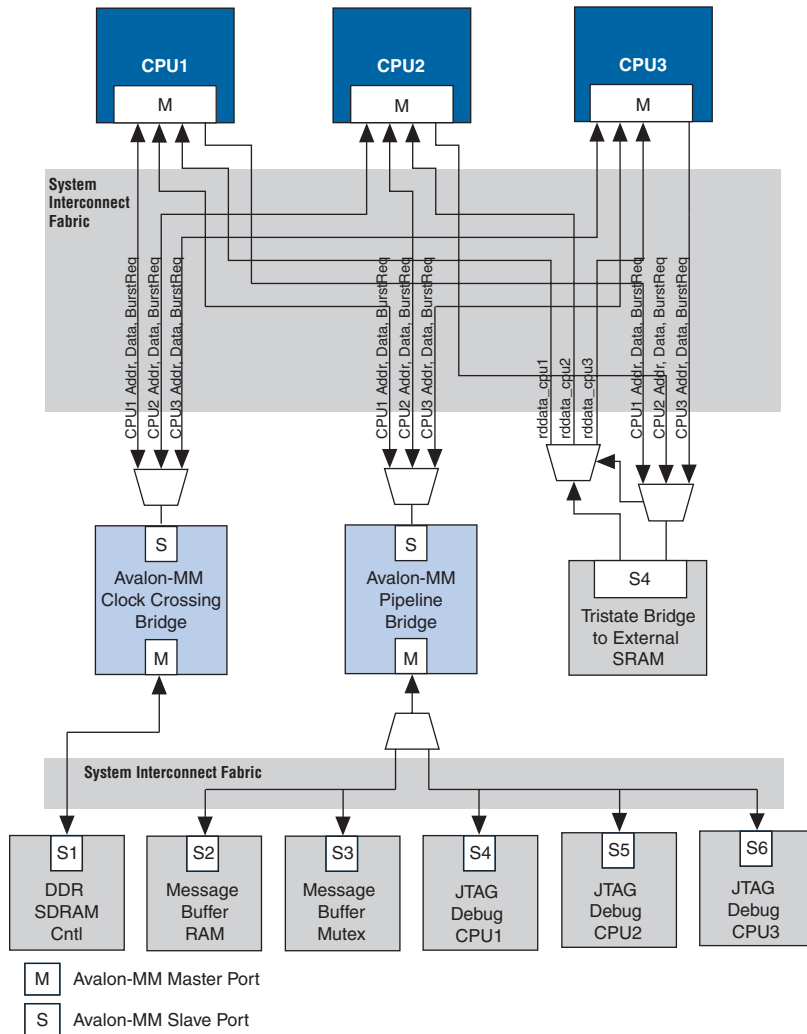 CPU1
CPU2
CPU3
M
M
M
System
Interconnect
Fabric
CPU1 Addr, Data, BurstReq
CPU2 Addr, Data, BurstReq
CPU3 Addr, Data, BurstReq
CPU1 Addr, Data, BurstReq
CPU2 Addr, Data, BurstReq
CPU3 Addr, Data, BurstReq
rddata_cpu1
rddata_cpu2
rddata_cpu3
CPU1 Addr, Data, BurstReq
CPU2 Addr, Data, BurstReq
CPU3 Addr, Data, BurstReq
S
Avalon-MM
Clock Crossing
Bridge
M
S
Avalon-MM
Pipeline
Bridge
M
S4
Tristate Bridge
to External
SRAM
System Interconnect Fabric
S1
DDR
SDRAM
Cntl
S2
Message
Buffer
RAM
S3
Message
Buffer
Mutex
S4
JTAG
Debug
CPU1
S5
JTAG
Debug
CPU2
S6
JTAG
Debug
CPU3
M Avalon-MM Master Port
S Avalon-MM Slave Port